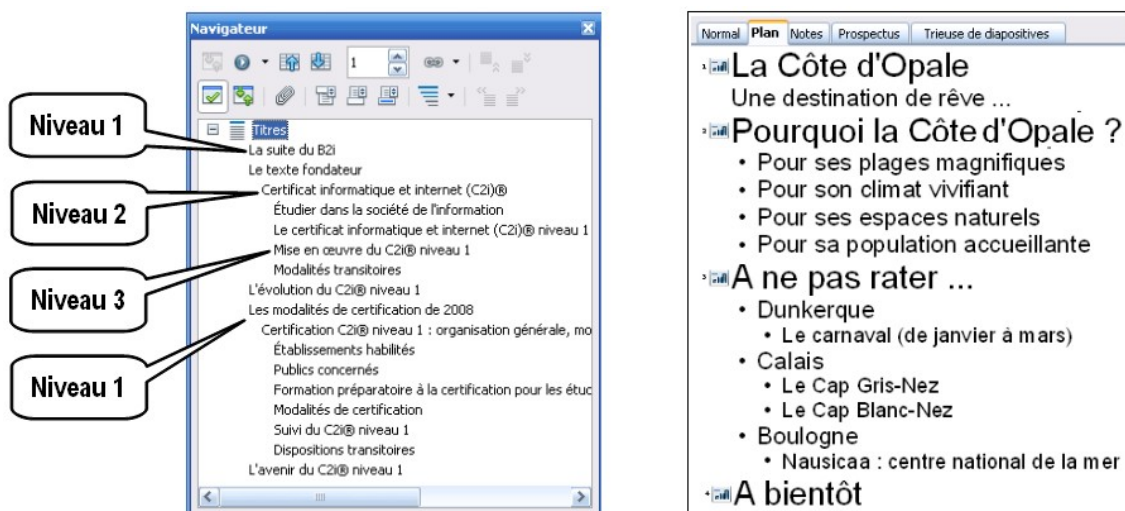 Navigateur
1
Niveau 1
Niveau 2
Niveau 3
Niveau 1
Titres
La suite du B2i
Le texte fondateur
Certificat informatique et internet (C2i)®
Étudier dans la société de l'information
Le certificat informatique et internet (C2i)® niveau 1
Mise en œuvre du C2i® niveau 1
Modalités transitoires
L'évolution du C2i® niveau 1
Les modalités de certification de 2008
Certification C2i® niveau 1 : organisation générale, mo
Établissements habilités
Publics concernés
Formation préparatoire à la certification pour les étuc
Modalités de certification
Suivi du C2i® niveau 1
Dispositions transitoires
L'avenir du C2i® niveau 1
Normal Plan Notes Prospectus Trieuse de diapositives
1 La Côte d'Opale
Une destination de rêve ...
2 Pourquoi la Côte d'Opale ?
• Pour ses plages magnifiques
• Pour son climat vivifiant
• Pour ses espaces naturels
• Pour sa population accueillante
3 A ne pas rater ...
• Dunkerque
• Le carnaval (de janvier à mars)
• Calais
• Le Cap Gris-Nez
• Le Cap Blanc-Nez
• Boulogne
• Nausicaa : centre national de la mer
4 A bientôt